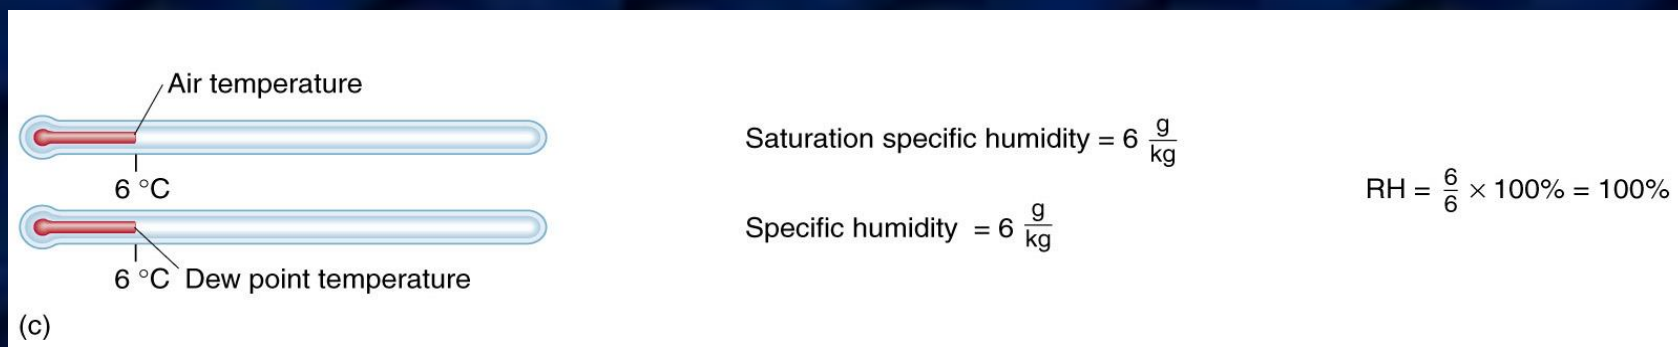 Air temperature
6 °C
6 °C Dew point temperature
Saturation specific humidity = 6 g/kg
Specific humidity = 6 g/kg
RH = 6/6 × 100% = 100%
(c)